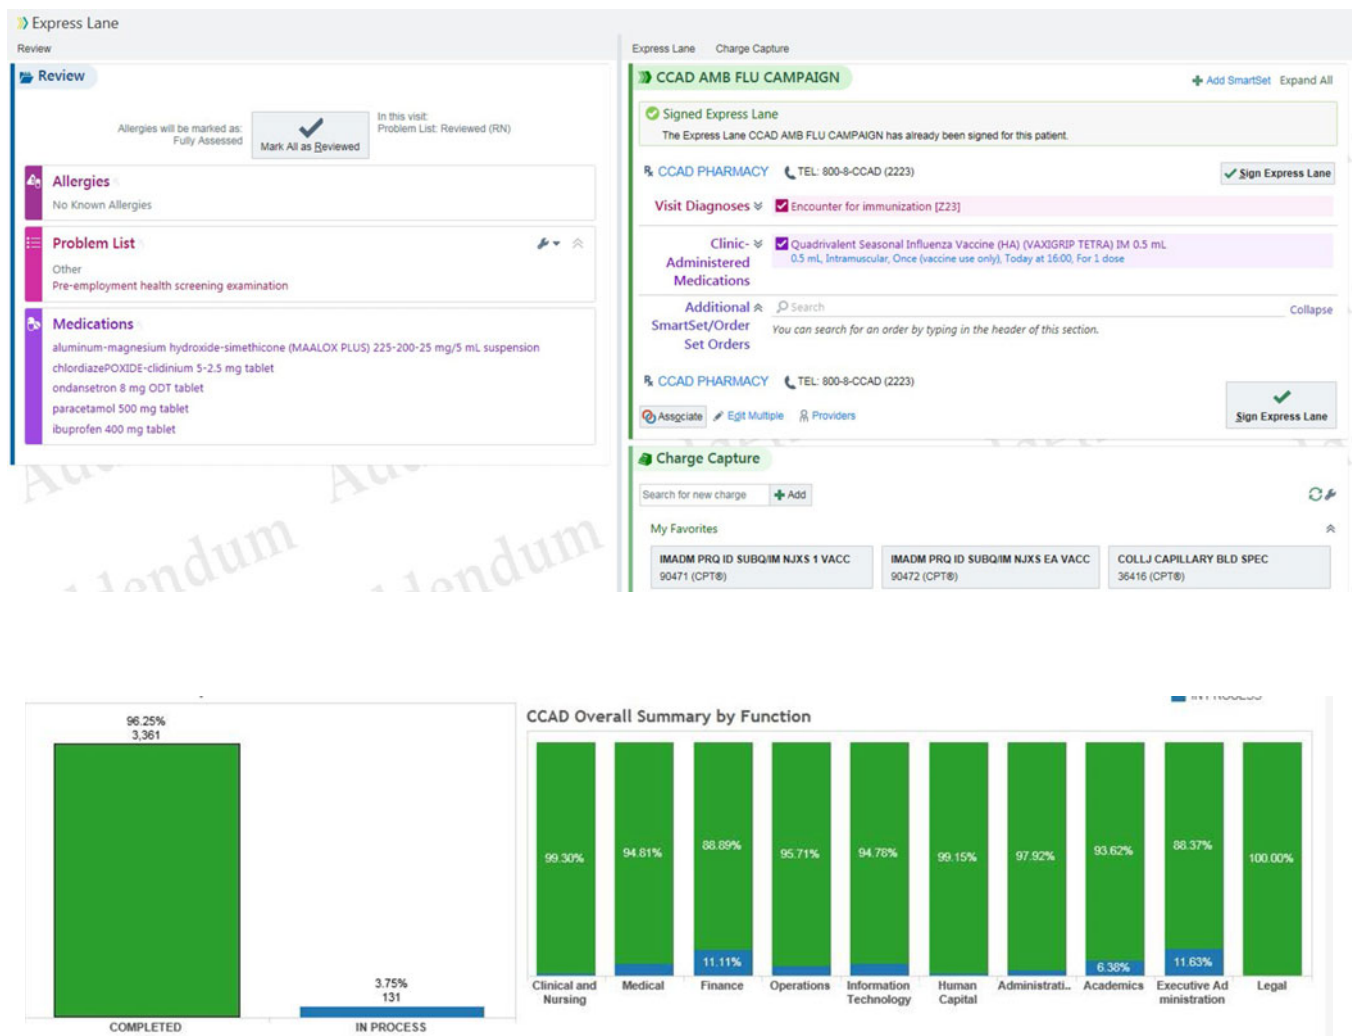 Express Lane
Review
Review
Allergies will be marked as:
Fully Assessed
Mark All as Reviewed
In this visit:
Problem List: Reviewed (RN)
Allergies
No Known Allergies
Problem List
Other
Pre-employment health screening examination
Medications
aluminum-magnesium hydroxide-simethicone (MAALOX PLUS) 225-200-25 mg/5 mL suspension
chlordiazePOXIDE-clidinium 5-2.5 mg tablet
ondansetron 8 mg ODT tablet
paracetamol 500 mg tablet
ibuprofen 400 mg tablet
Addendum Addendum
Express Lane Charge Capture
CCAD AMB FLU CAMPAIGN
Add SmartSet Expand All
Signed Express Lane
The Express Lane CCAD AMB FLU CAMPAIGN has already been signed for this patient.
CCAD PHARMACY TEL: 800-8-CCAD (2223)
Sign Express Lane
Visit Diagnoses Encounter for immunization [Z23]
Clinic-Administered Medications
Quadrivalent Seasonal Influenza Vaccine (HA) (VAXIGRIP TETRA) IM 0.5 mL
0.5 mL, Intramuscular, Once (vaccine use only), Today at 16:00, For 1 dose
Additional SmartSet/Order Set Orders
Search
Collapse
You can search for an order by typing in the header of this section.
CCAD PHARMACY TEL: 800-8-CCAD (2223)
Associate Edit Multiple Providers
Sign Express Lane
Charge Capture
Search for new charge Add
My Favorites
IMADM PRQ ID SUBQ/IM NJXS 1 VACC
90471 (CPT®)
IMADM PRQ ID SUBQ/IM NJXS EA VACC
90472 (CPT®)
COLLJ CAPILLARY BLD SPEC
36416 (CPT®)
96.25%
3,361
3.75%
131
COMPLETED IN PROCESS
IN PROCESS
CCAD Overall Summary by Function
99.30% 94.81% 88.89% 95.71% 94.78% 99.15% 97.92% 93.62% 88.37% 100.00%
11.11% 6.38% 11.63%
Clinical and Nursing
Medical
Finance
Operations
Information Technology
Human Capital
Administrati..
Academics
Executive Administration
Legal